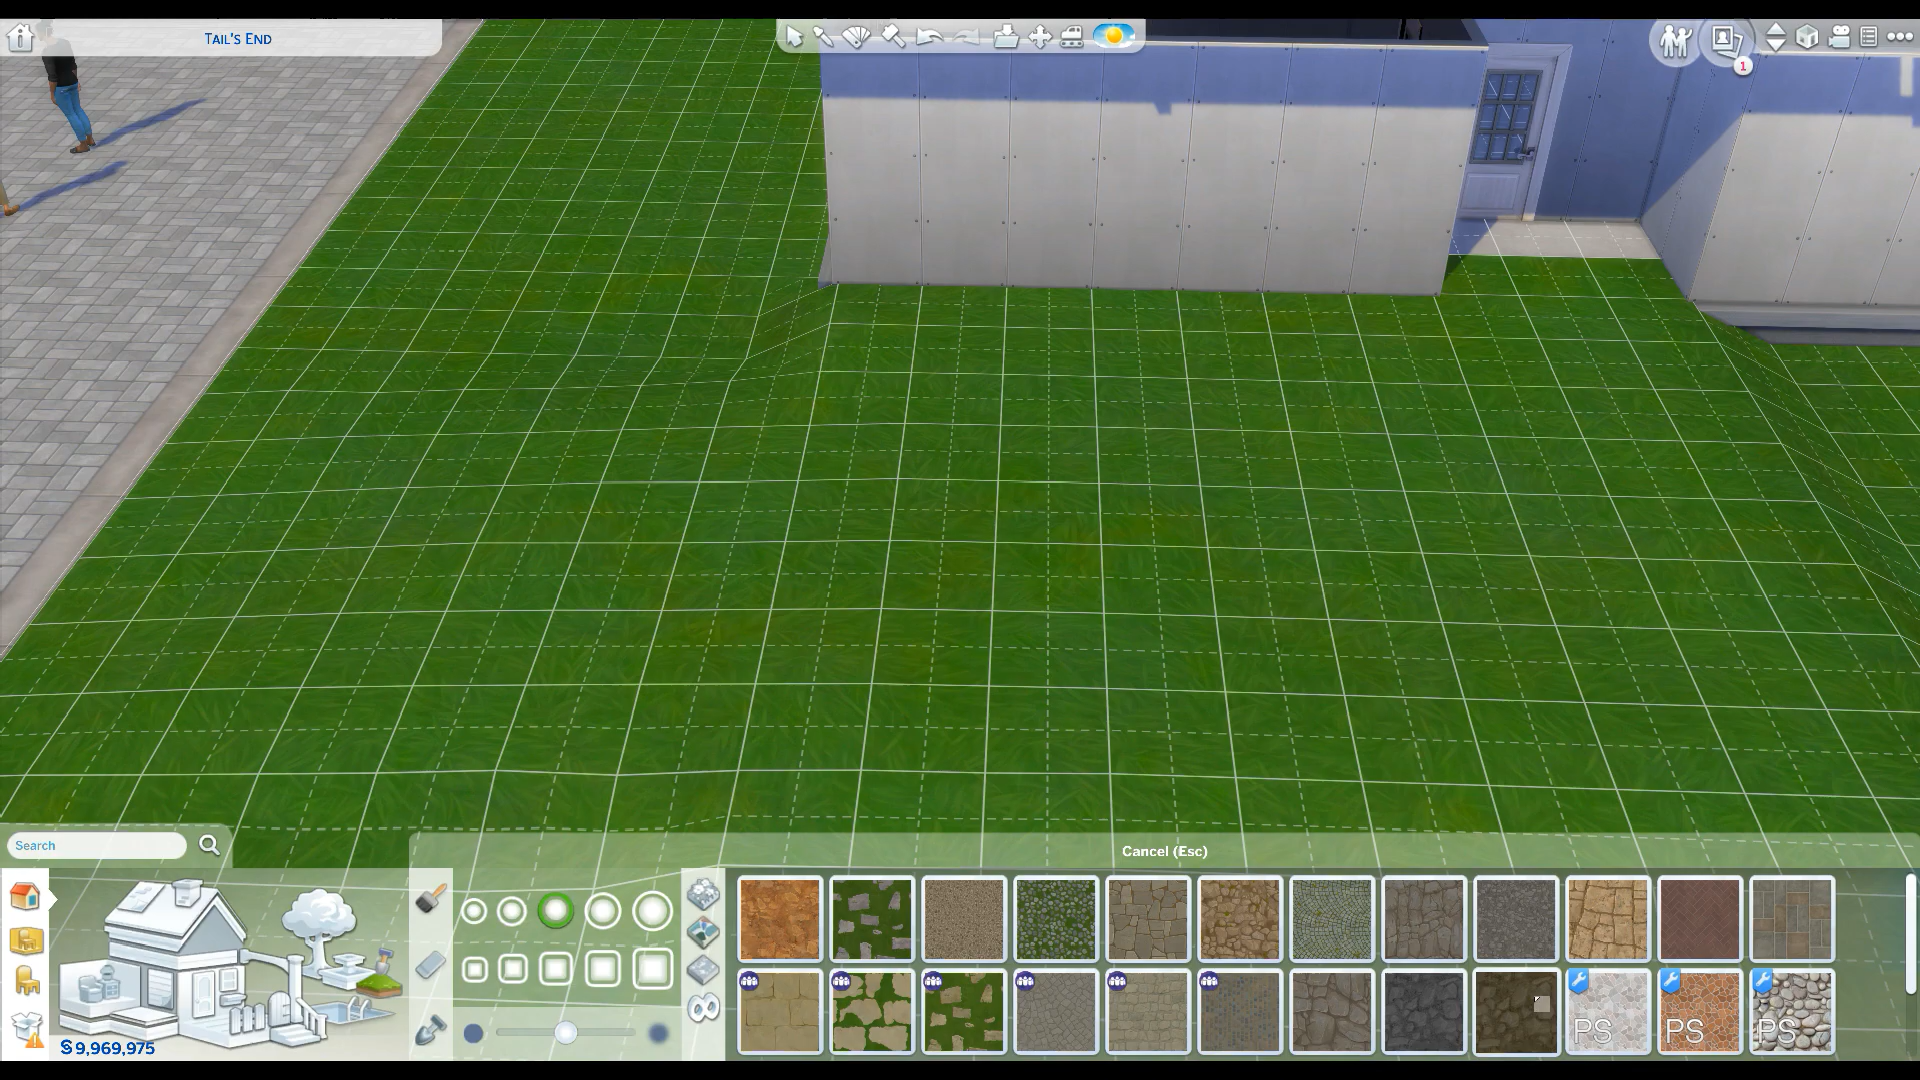 TAIL'S END
1
Search
Cancel (Esc)
PS
PS
PS
§9,969,975